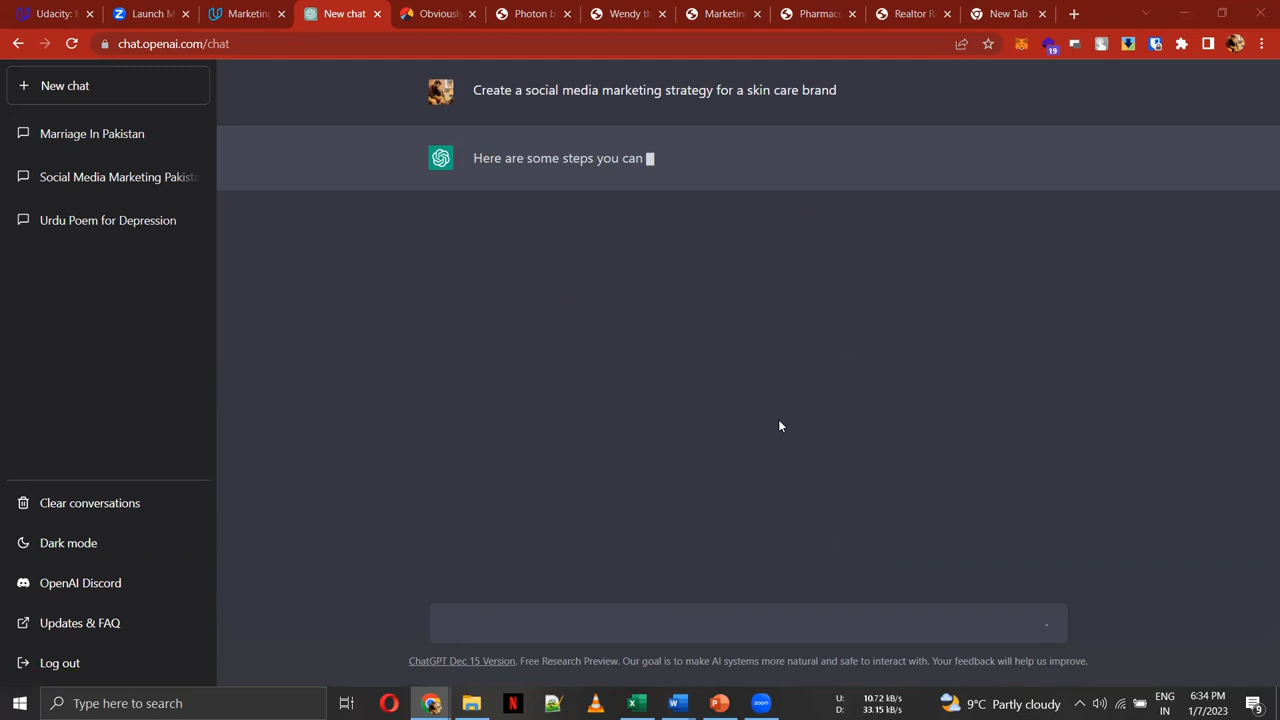 Udacity: M
Launch M
Marketing
New chat
Obviously
Photon b
Wendy th
Marketin
Pharmac
Realtor R
New Tab
chat.openai.com/chat
19
New chat
Marriage In Pakistan
Social Media Marketing Pakista
Urdu Poem for Depression
Create a social media marketing strategy for a skin care brand
Here are some steps you can
Clear conversations
Dark mode
OpenAI Discord
Updates & FAQ
Log out
ChatGPT Dec 15 Version. Free Research Preview. Our goal is to make AI systems more natural and safe to interact with. Your feedback will help us improve.
Type here to search
N
zoom
U: 10.72 kB/s
D: 33.15 kB/s
9°C Partly cloudy
ENG
IN
6:34 PM
1/7/2023
9